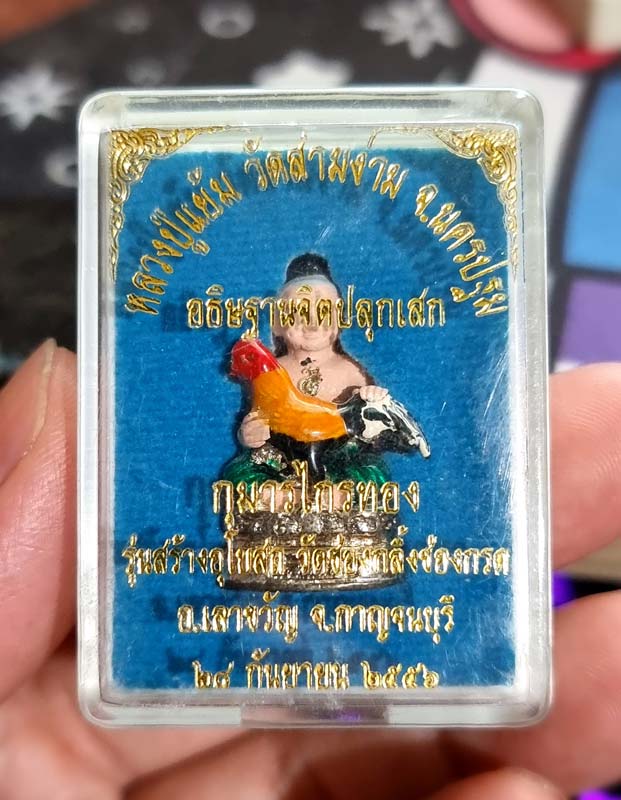 หลวงปู่แย้ม วัดสามง่าม จ.นครปฐม
อธิษฐานจิตปลุกเสก
กุมารไกรทอง
รุ่นสร้างอุโบสถ วัดช่องกลิ้งช่องกรด
อ.เลาขวัญ จ.กาญจนบุรี
๒๘ กันยายน ๒๕๕๖